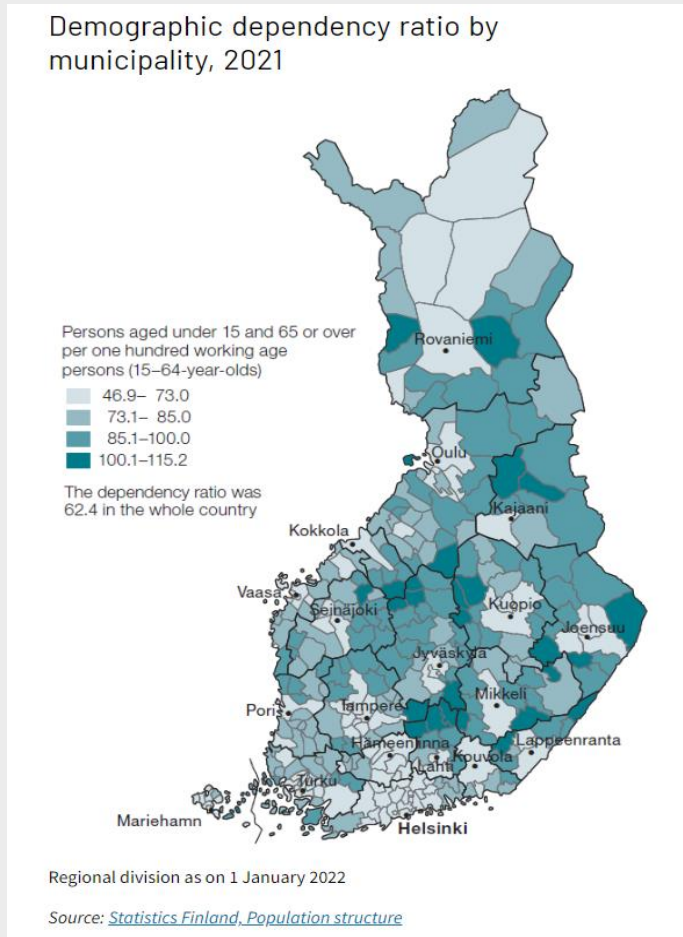 Demographic dependency ratio by
municipality, 2021
Persons aged under 15 and 65 or over
per one hundred working age
persons (15–64-year-olds)
46.9– 73.0
73.1– 85.0
85.1–100.0
100.1–115.2
The dependency ratio was
62.4 in the whole country
Rovaniemi
Oulu
Kajaani
Kokkola
Vaasa
Seinäjoki
Kuopio
Joensuu
Jyväskylä
Mikkeli
Pori
Tampere
Hämeenlinna
Lappeenranta
Lahti
Kouvola
Turku
Mariehamn
Helsinki
Regional division as on 1 January 2022
Source: Statistics Finland, Population structure